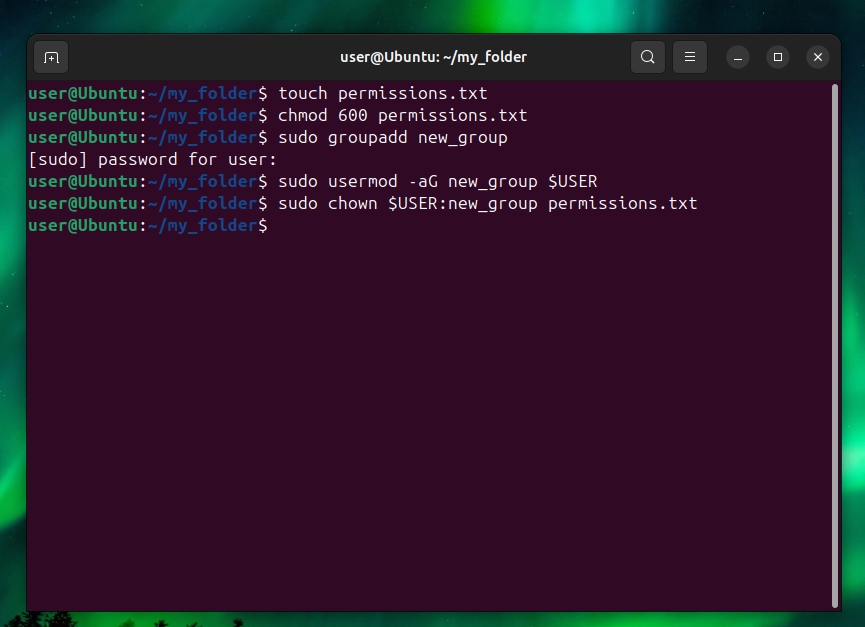 user@Ubuntu: ~/my_folder
user@Ubuntu:~/my_folder$ touch permissions.txt
user@Ubuntu:~/my_folder$ chmod 600 permissions.txt
user@Ubuntu:~/my_folder$ sudo groupadd new_group
[sudo] password for user:
user@Ubuntu:~/my_folder$ sudo usermod -aG new_group $USER
user@Ubuntu:~/my_folder$ sudo chown $USER:new_group permissions.txt
user@Ubuntu:~/my_folder$